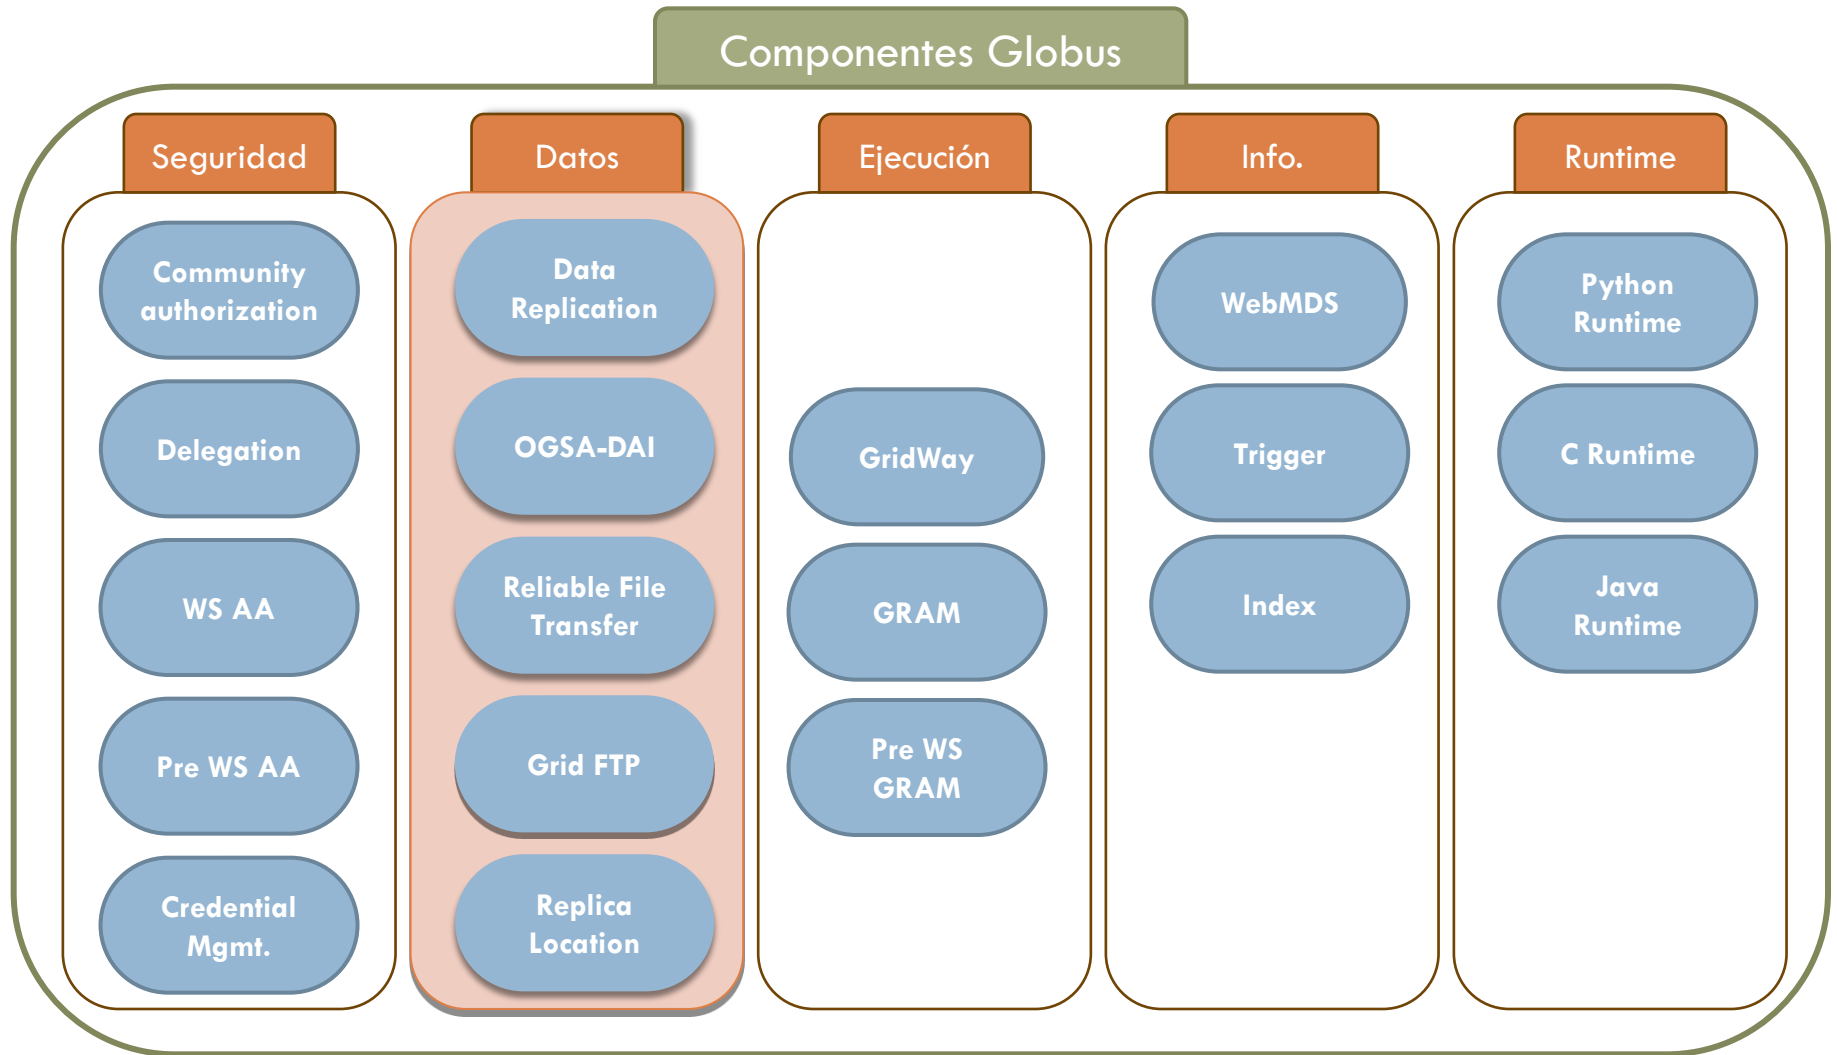 Componentes Globus
Seguridad
Community
authorization
Delegation
WS AA
Pre WS AA
Credential
Mgmt.
Datos
Data
Replication
OGSA-DAI
Reliable File
Transfer
Grid FTP
Replica
Location
Ejecución
GridWay
GRAM
Pre WS
GRAM
Info.
WebMDS
Trigger
Index
Runtime
Python
Runtime
C Runtime
Java
Runtime